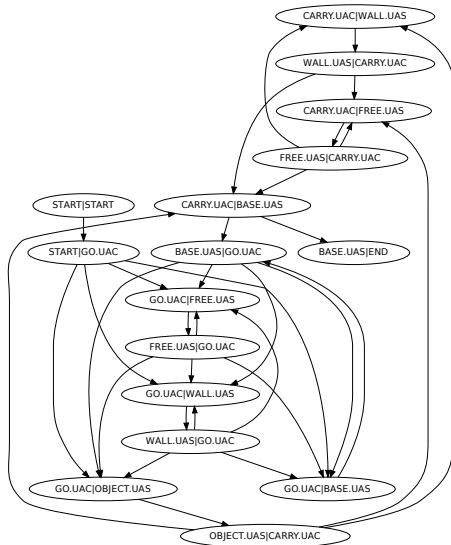 CARRY.UAC|WALL.UAS
WALL.UAS|CARRY.UAC
CARRY.UAC|FREE.UAS
FREE.UAS|CARRY.UAC
START|START
CARRY.UAC|BASE.UAS
START|GO.UAC
BASE.UAS|GO.UAC
BASE.UAS|END
GO.UAC|FREE.UAS
FREE.UAS|GO.UAC
GO.UAC|WALL.UAS
WALL.UAS|GO.UAC
GO.UAC|OBJECT.UAS
GO.UAC|BASE.UAS
OBJECT.UAS|CARRY.UAC